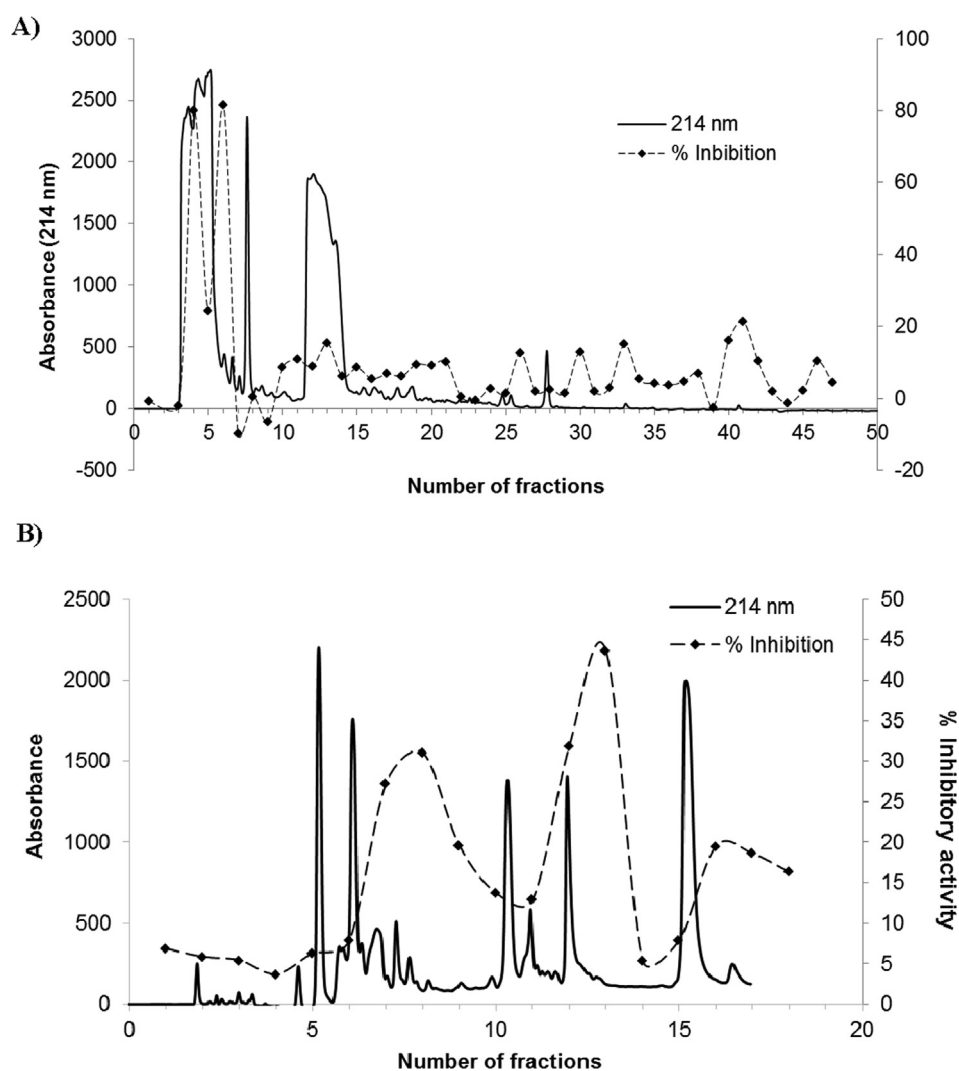 A)
3000
2500
2000
1500
1000
500
0
-500
Absorbance (214 nm)
214 nm
% Inbibition
100
80
60
40
20
0
-20
0 5 10 15 20 25 30 35 40 45 50
Number of fractions
B)
2500
2000
1500
1000
500
0
Absorbance
214 nm
% Inhibition
50
45
40
35
30
25
20
15
10
5
0
% Inhibitory activity
0 5 10 15 20
Number of fractions